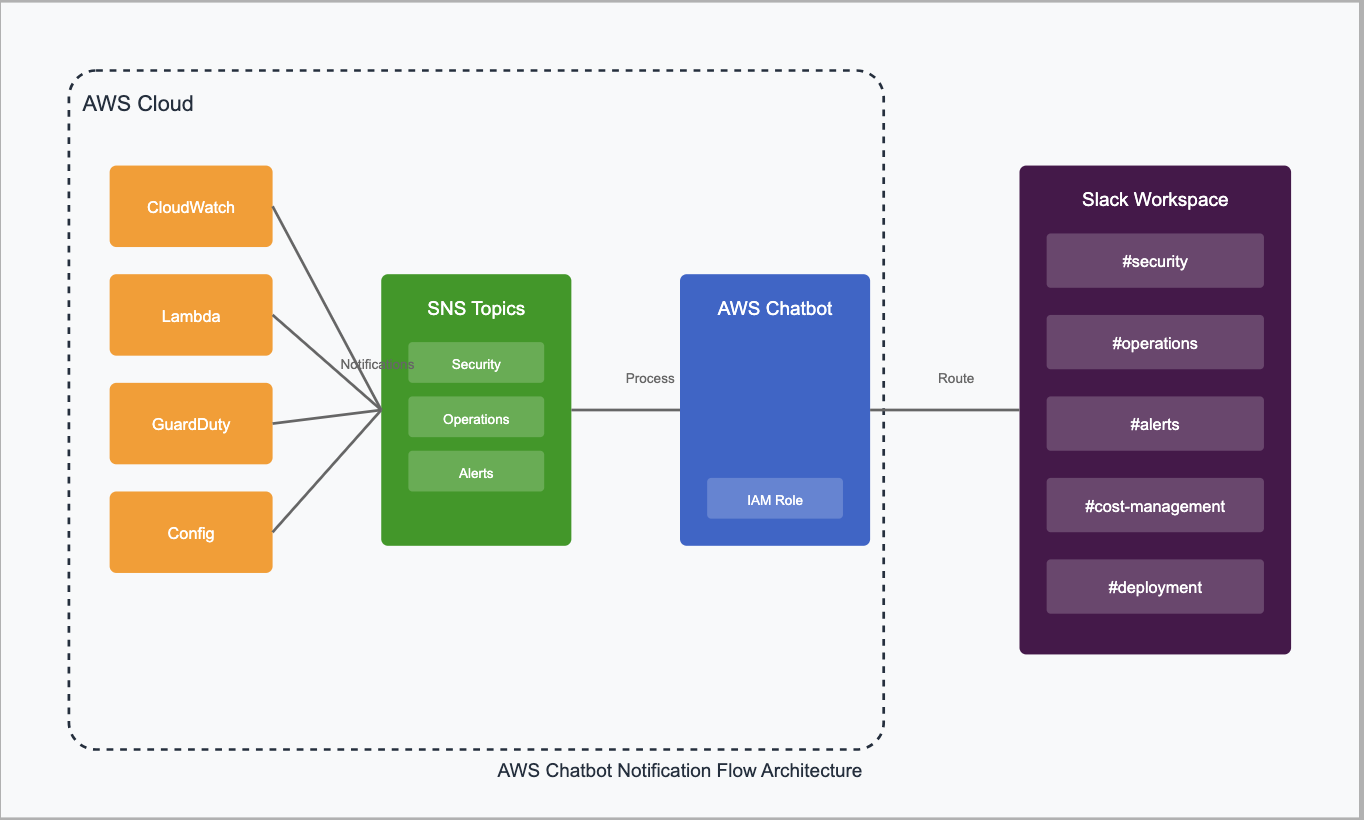 AWS Cloud
CloudWatch
Lambda
GuardDuty
Config
Notifications
SNS Topics
Security
Operations
Alerts
Process
AWS Chatbot
IAM Role
Route
Slack Workspace
#security
#operations
#alerts
#cost-management
#deployment
AWS Chatbot Notification Flow Architecture